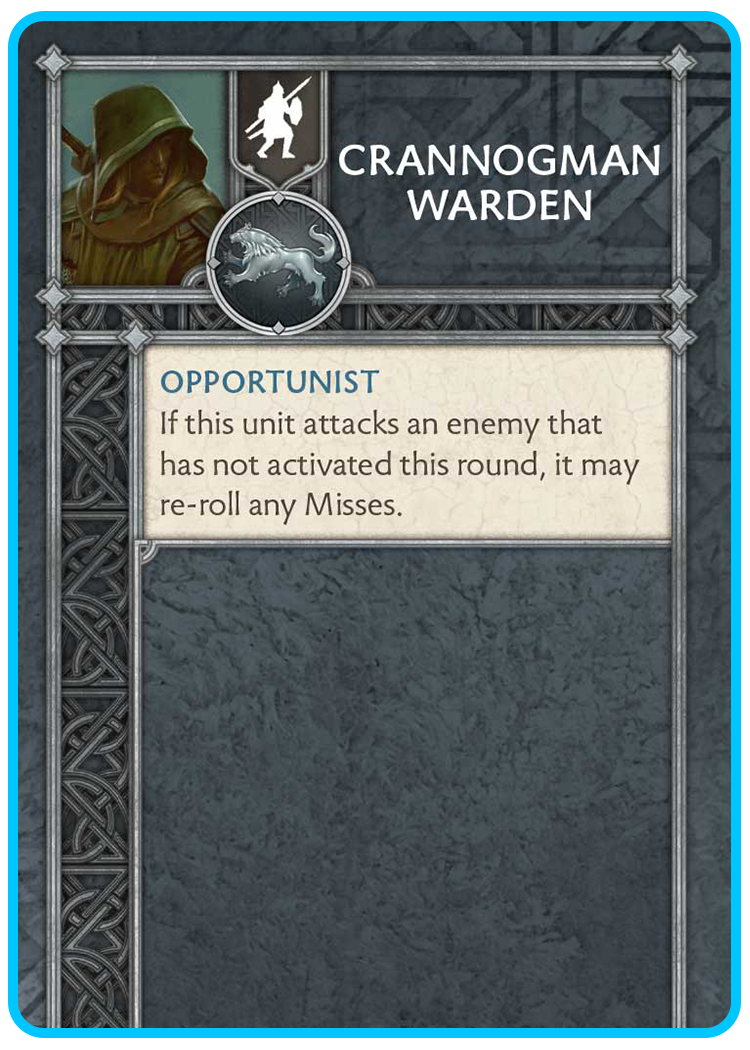 CRANNOGMAN
WARDEN
OPPORTUNIST
If this unit attacks an enemy that
has not activated this round, it may
re-roll any Misses.